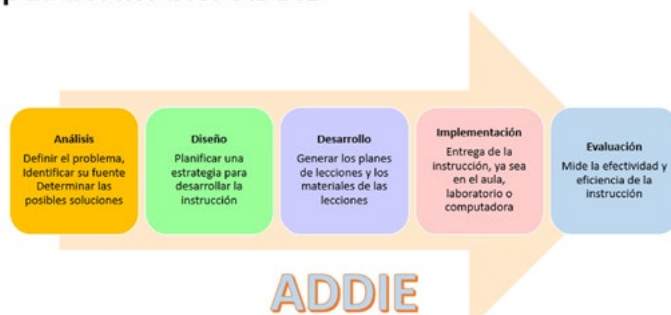 Análisis
Definir el problema,
Identificar su fuente
Determinar las
posibles soluciones
Diseño
Planificar una
estrategia para
desarrollar la
instrucción
Desarrollo
Generar los planes
de lecciones y los
materiales de las
lecciones
Implementación
Entrega de la
instrucción, ya sea
en el aula,
laboratorio o
computadora
Evaluación
Mide la efectividad y
eficiencia de la
instrucción
ADDIE